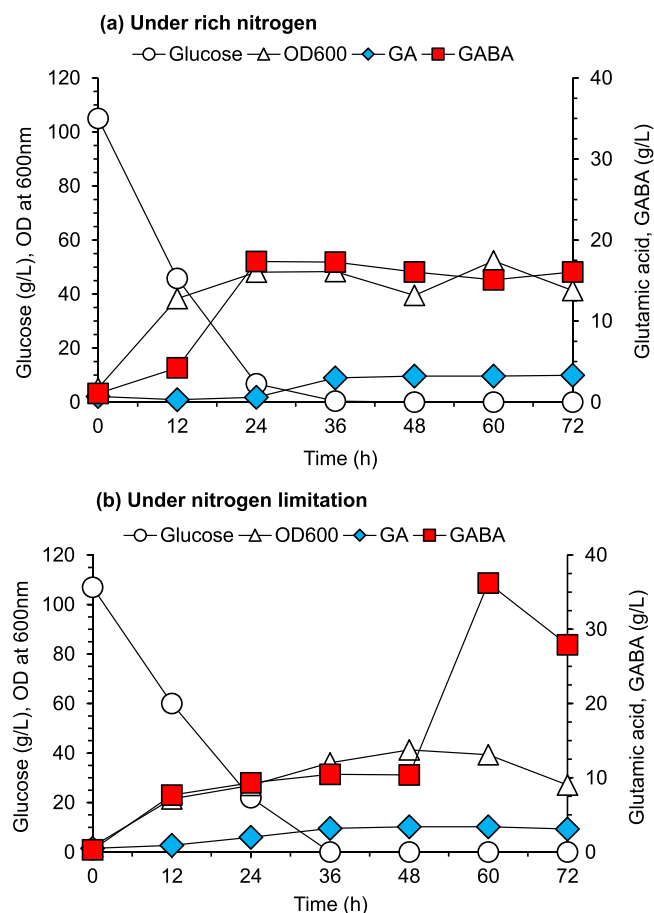 (a) Under rich nitrogen
Glucose OD600 GA GABA
120 40
100
80 30
60 20
40
20 10
0 0
0 12 24 36 48 60 72
Time (h)
Glucose (g/L), OD at 600nm
Glutamic acid, GABA (g/L)
(b) Under nitrogen limitation
Glucose OD600 GA GABA
120 40
100
80 30
60 20
40
20 10
0 0
0 12 24 36 48 60 72
Time (h)
Glucose (g/L), OD at 600nm
Glutamic acid, GABA (g/L)